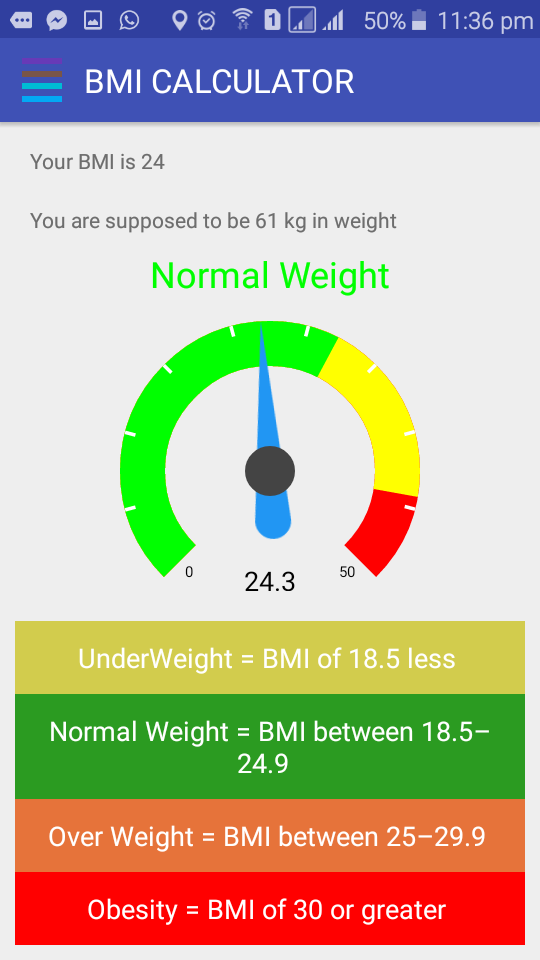 1
50%
11:36 pm
BMI CALCULATOR
Your BMI is 24
You are supposed to be 61 kg in weight
Normal Weight
0
24.3
50
UnderWeight = BMI of 18.5 less
Normal Weight = BMI between 18.5–
24.9
Over Weight = BMI between 25–29.9
Obesity = BMI of 30 or greater